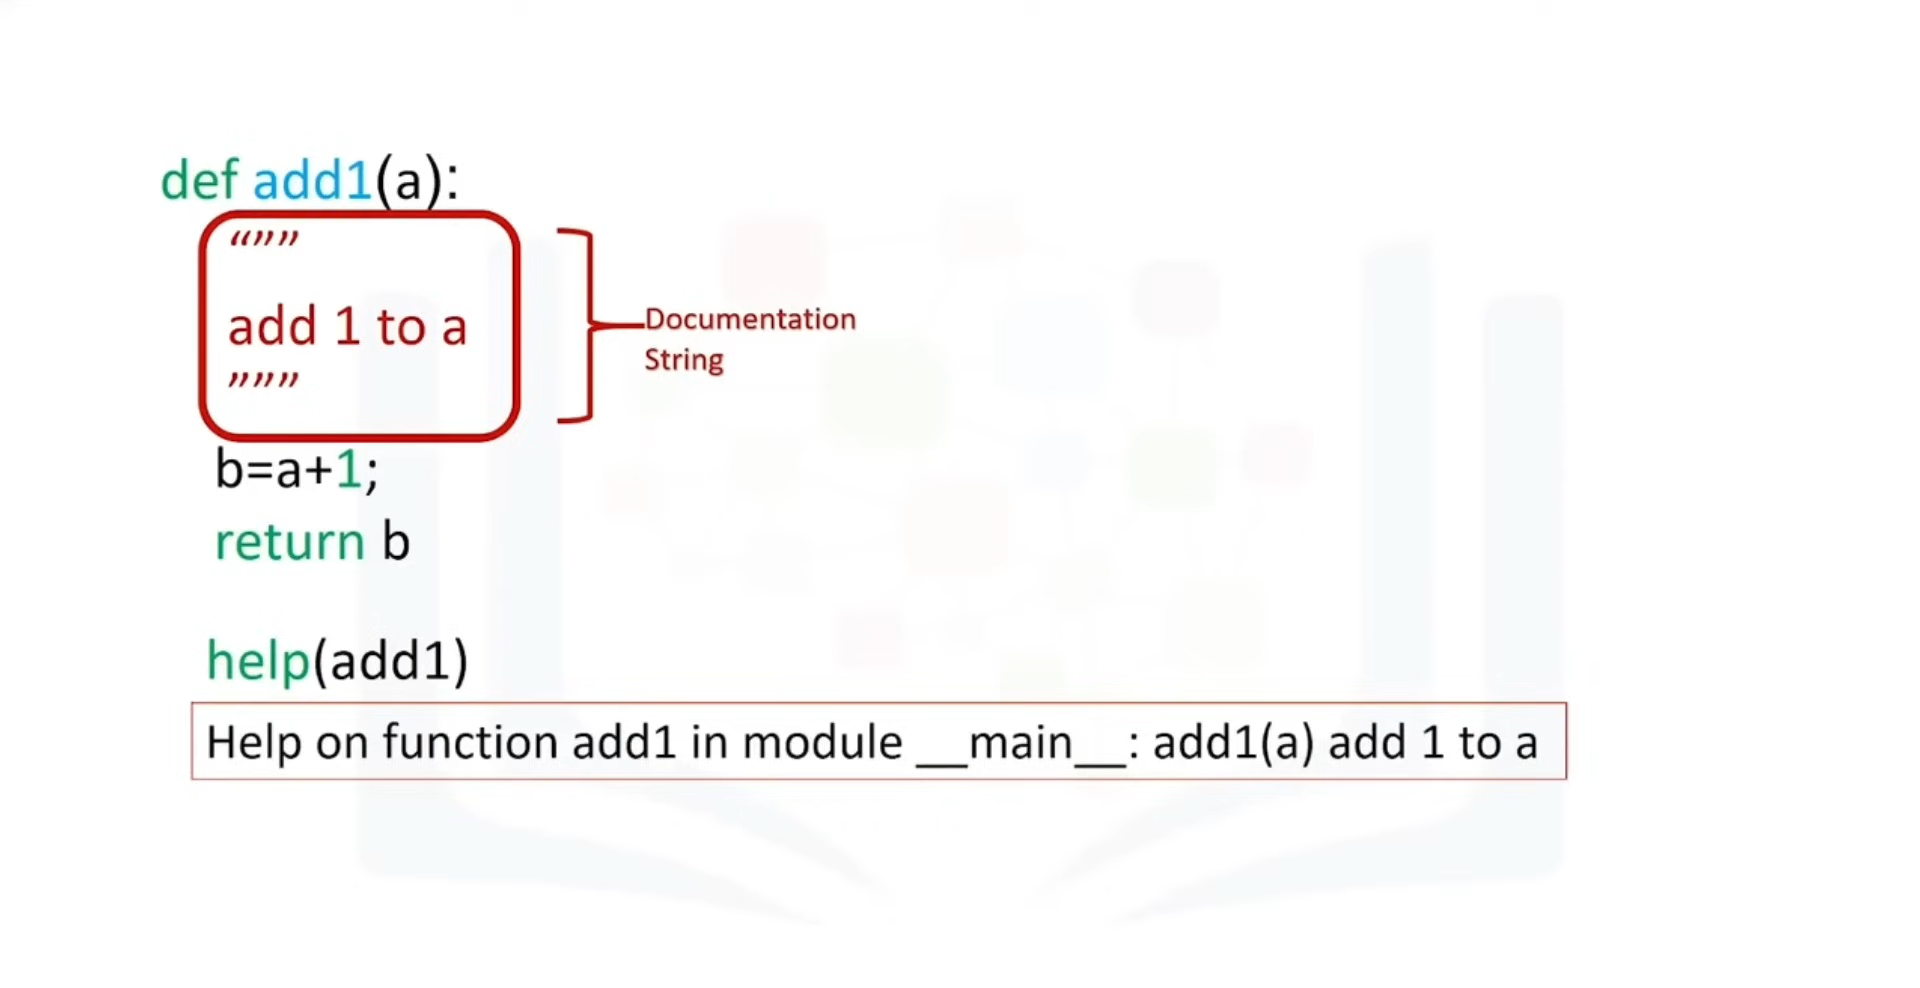 def add1(a):
“””
add 1 to a
”””
Documentation
String
b=a+1;
return b
help(add1)
Help on function add1 in module __main__: add1(a) add 1 to a